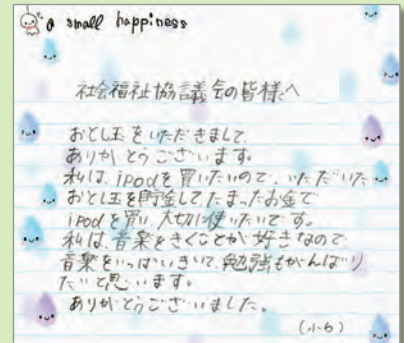 a small happiness
社会福祉協議会の皆様へ
おとし玉をいただきまして、
ありがとうございます。
私は、ipodを買いたいので、いただいた
おとし玉を貯金して、たまったお金で
ipodを買い、大切に使いたいです。
私は、音楽をきくことが好きなので
音楽をいっぱいきいて、勉強もがんばり
たいと思います。
ありがとうございました。
(小6)